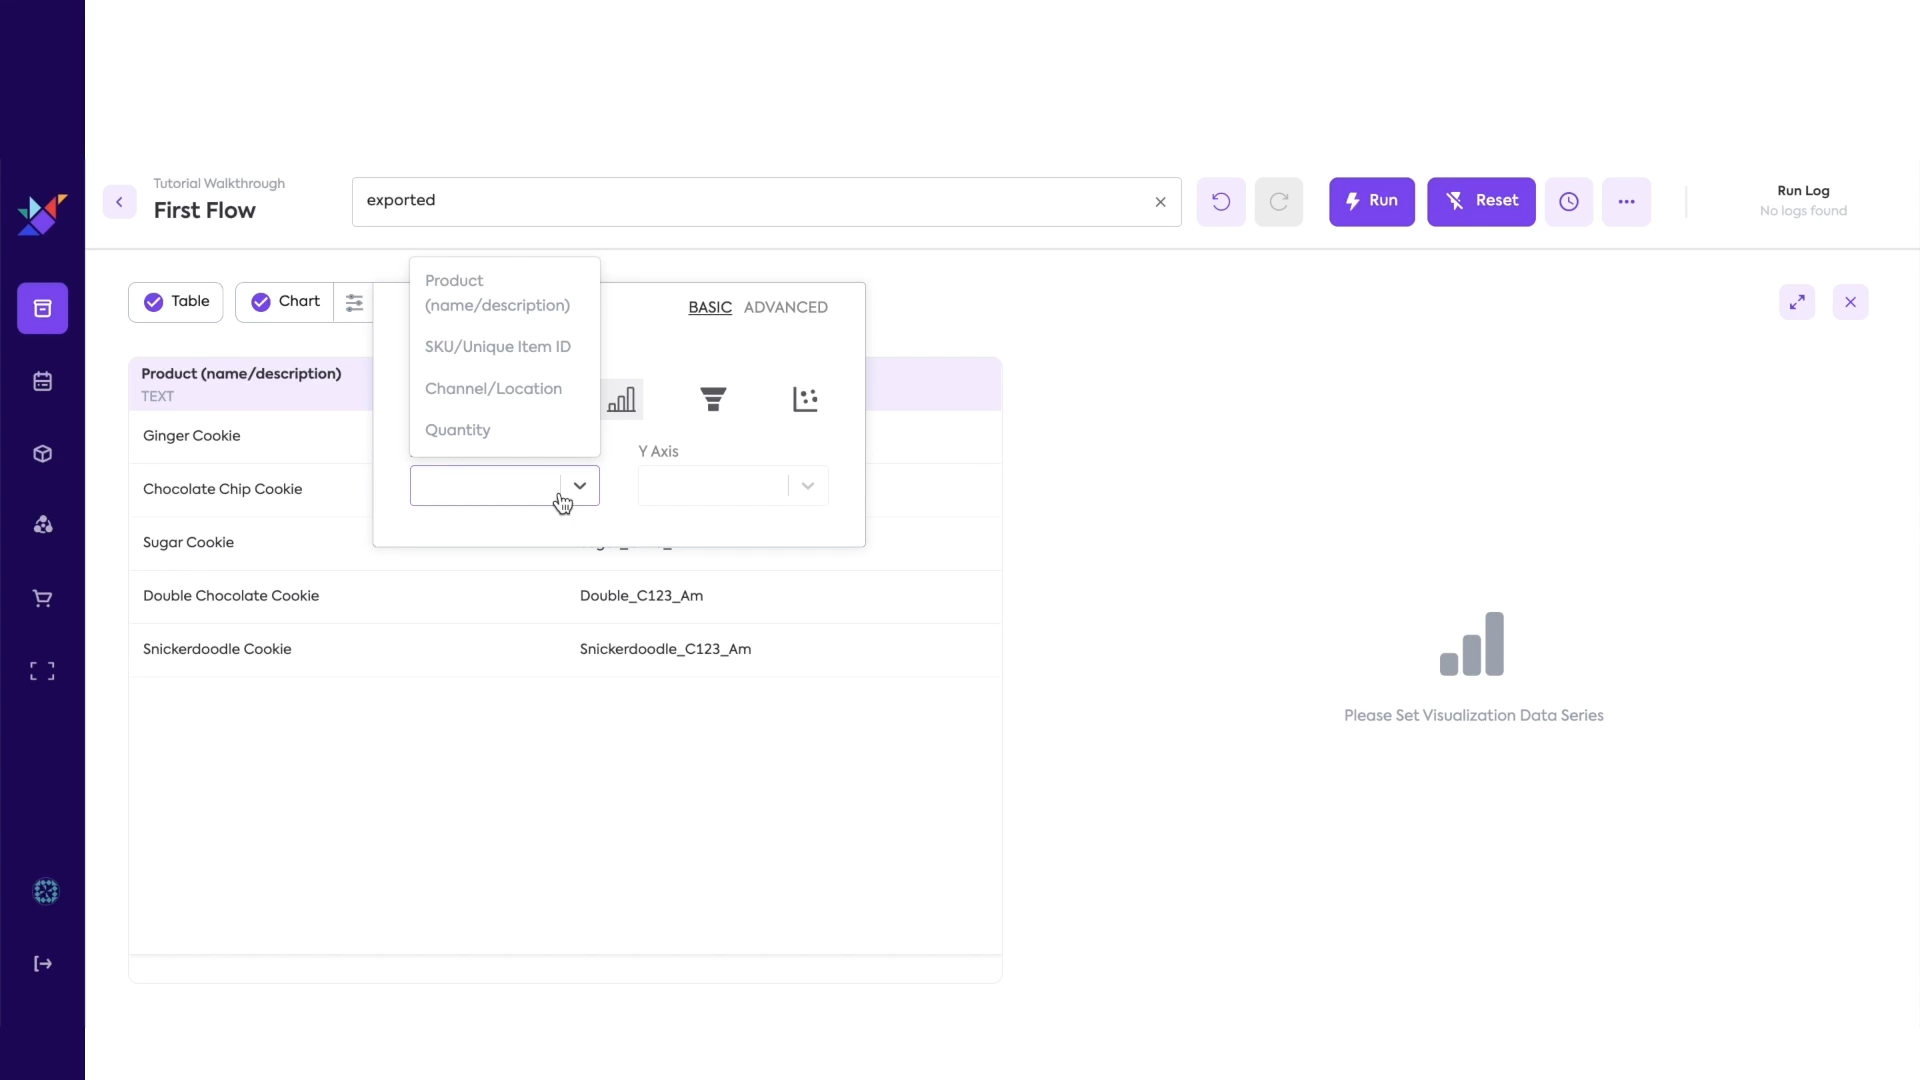 Tutorial Walkthrough
First Flow
exported
Run
Reset
Run Log
No logs found
Table
Chart
Product
(name/description)
SKU/Unique Item ID
Channel/Location
Quantity
BASIC
ADVANCED
Y Axis
Product (name/description)
TEXT
Ginger Cookie
Chocolate Chip Cookie
Sugar Cookie
Double Chocolate Cookie
Double_C123_Am
Snickerdoodle Cookie
Snickerdoodle_C123_Am
Please Set Visualization Data Series